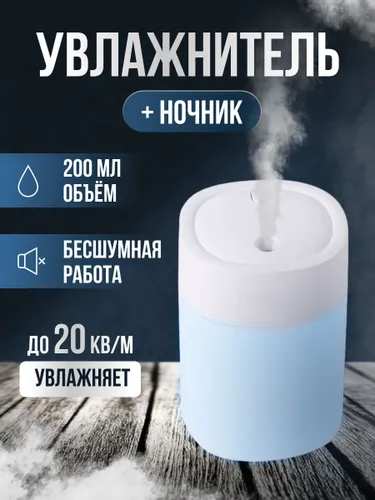 УВЛАЖНИТЕЛЬ
+ НОЧНИК
200 МЛ
ОБЪЁМ
БЕСШУМНАЯ
РАБОТА
ДО 20 КВ/М
УВЛАЖНЯЕТ